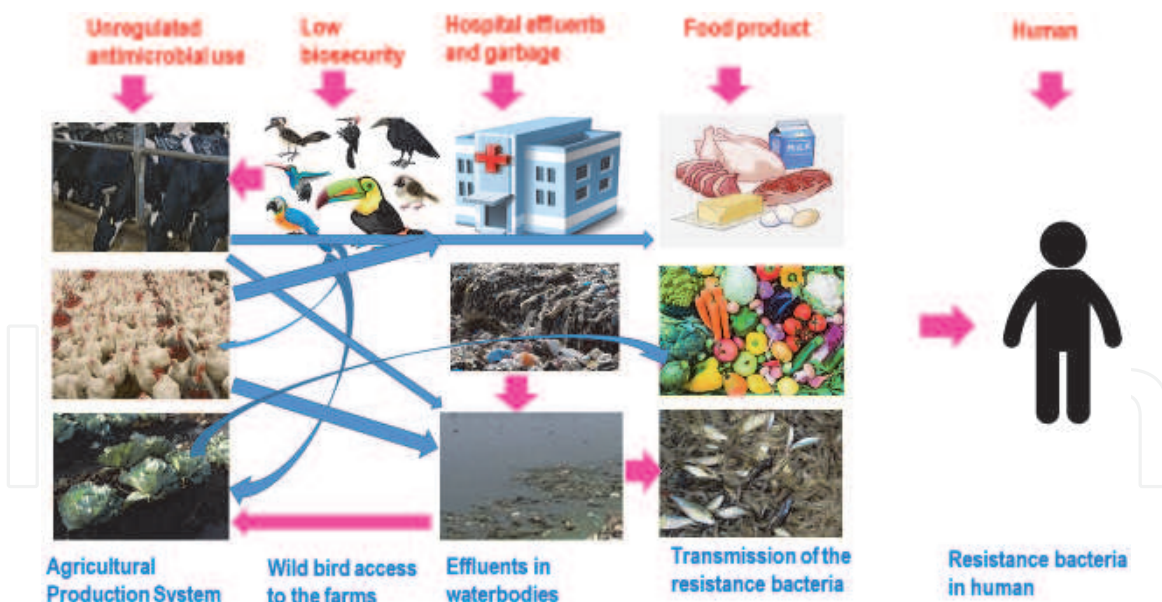 Unregulated
antimicrobial use
Low
biosecurity
Hospital effluents
and garbage
Food product
Human
MILK
Agricultural
Production System
Wild bird access
to the farms
Effluents in
waterbodies
Transmission of the
resistance bacteria
Resistance bacteria
in human